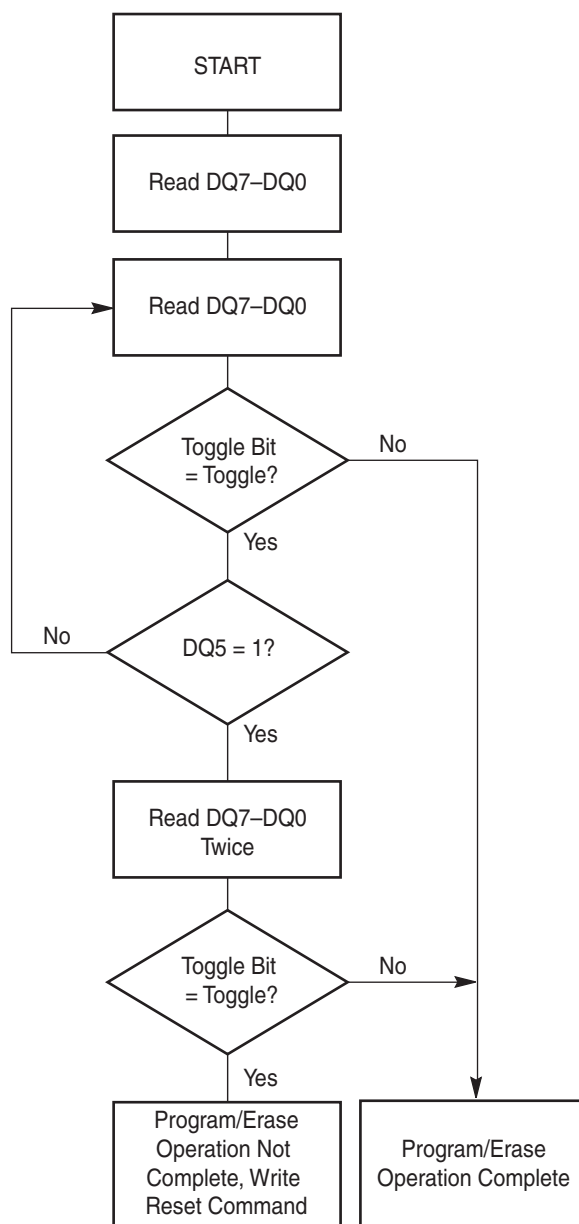 START
Read DQ7–DQ0
Read DQ7–DQ0
Toggle Bit
= Toggle?
No
Yes
No
DQ5 = 1?
Yes
Read DQ7–DQ0
Twice
Toggle Bit
= Toggle?
No
Yes
Program/Erase
Operation Not
Complete, Write
Reset Command
Program/Erase
Operation Complete